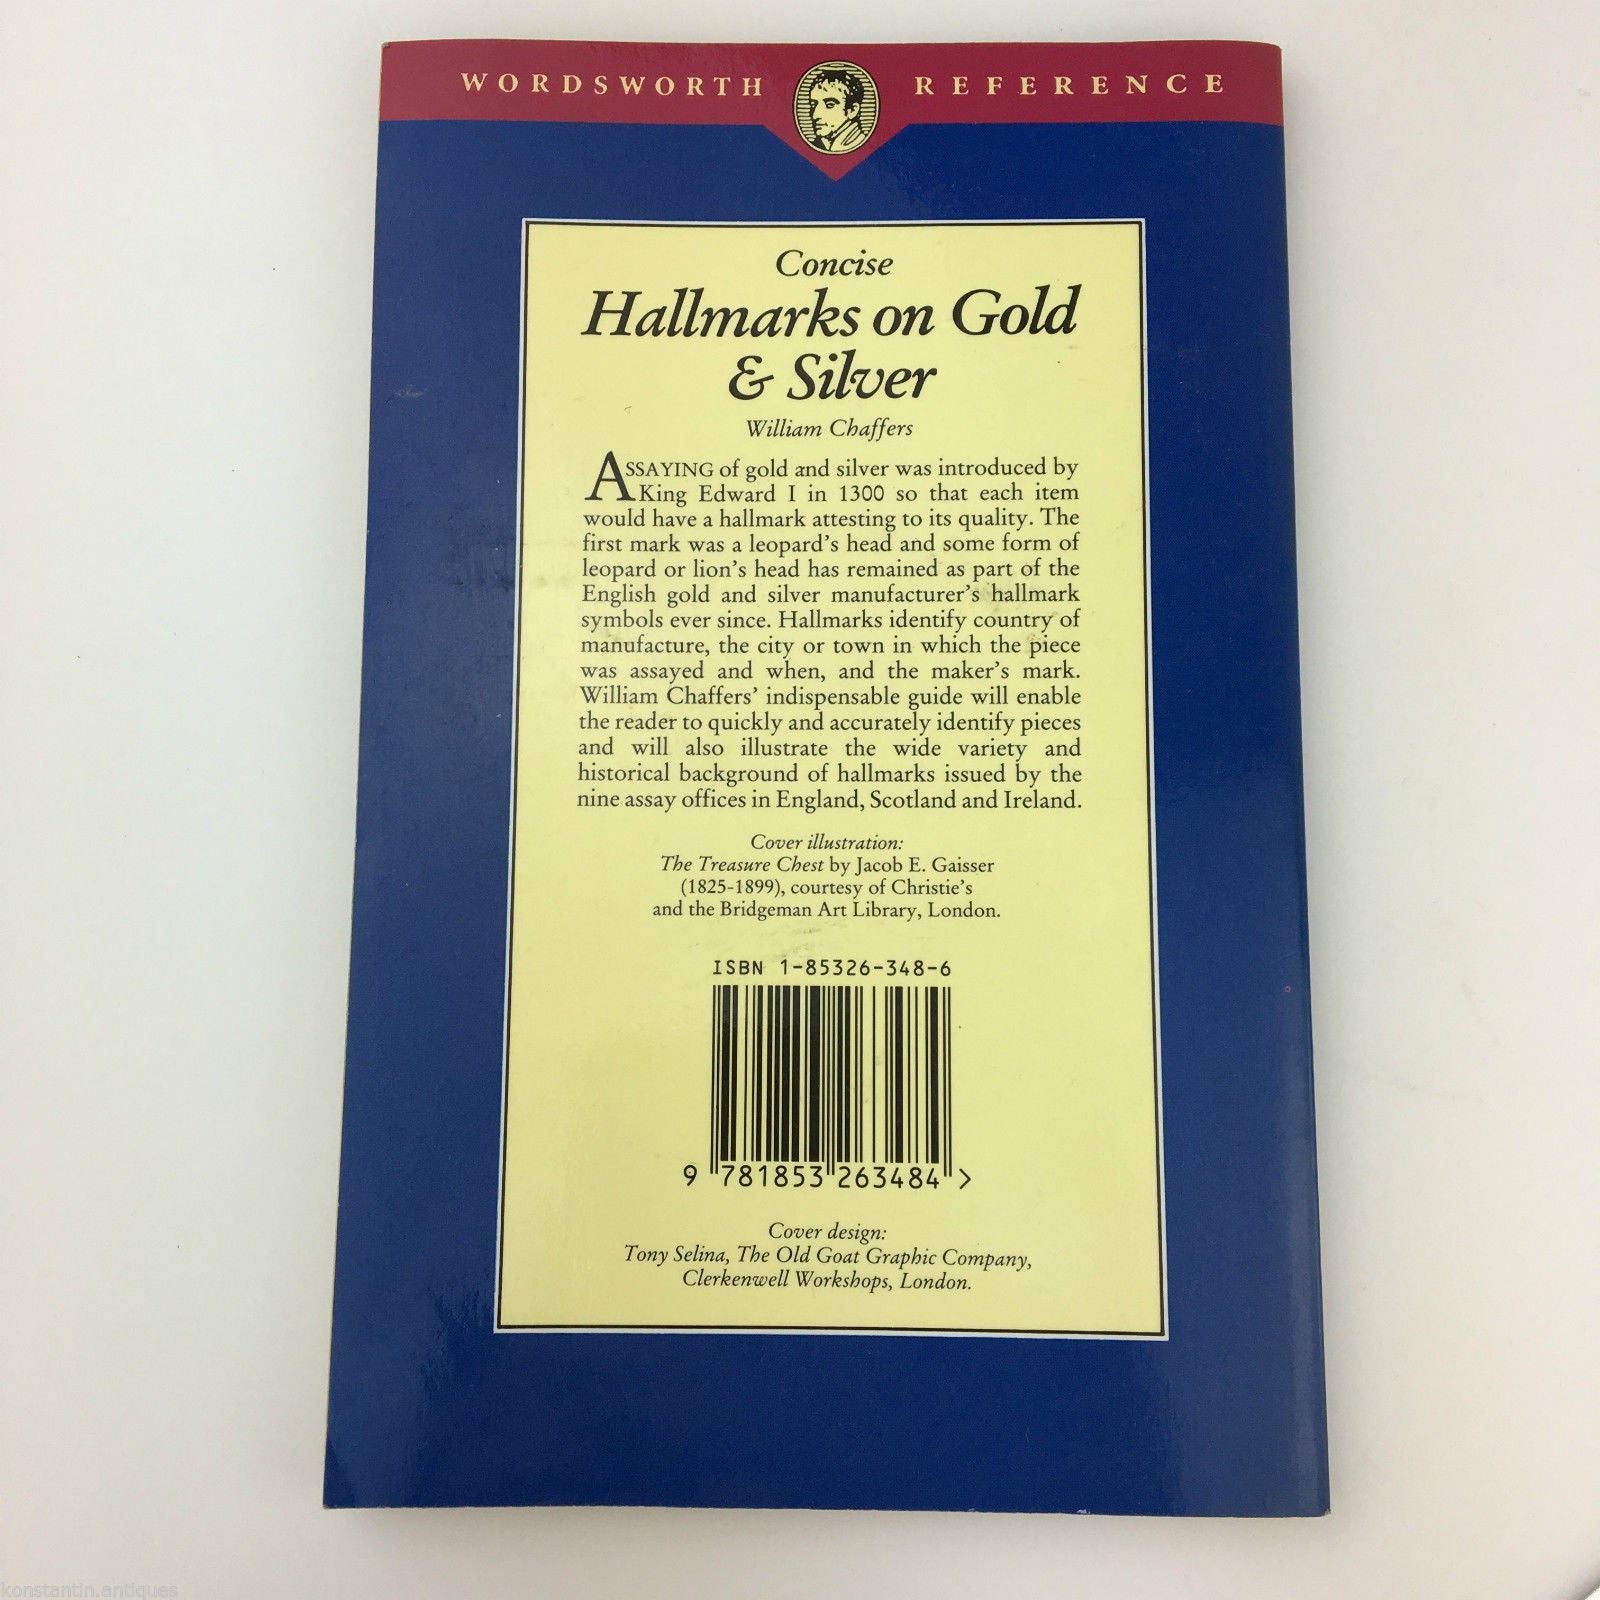 WORDSWORTH REFERENCE
Concise
Hallmarks on Gold
& Silver
William Chaffers
ASSAYING of gold and silver was introduced by
King Edward I in 1300 so that each item
would have a hallmark attesting to its quality. The
first mark was a leopard's head and some form of
leopard or lion's head has remained as part of the
English gold and silver manufacturer's hallmark
symbols ever since. Hallmarks identify country of
manufacture, the city or town in which the piece
was assayed and when, and the maker's mark.
William Chaffers' indispensable guide will enable
the reader to quickly and accurately identify pieces
and will also illustrate the wide variety and
historical background of hallmarks issued by the
nine assay offices in England, Scotland and Ireland.
Cover illustration:
The Treasure Chest by Jacob E. Gaisser
(1825-1899), courtesy of Christie's
and the Bridgeman Art Library, London.
ISBN 1-85326-348-6
9 781853 263484 >
Cover design:
Tony Selina, The Old Goat Graphic Company,
Clerkenwell Workshops, London.
konstantin.antiques